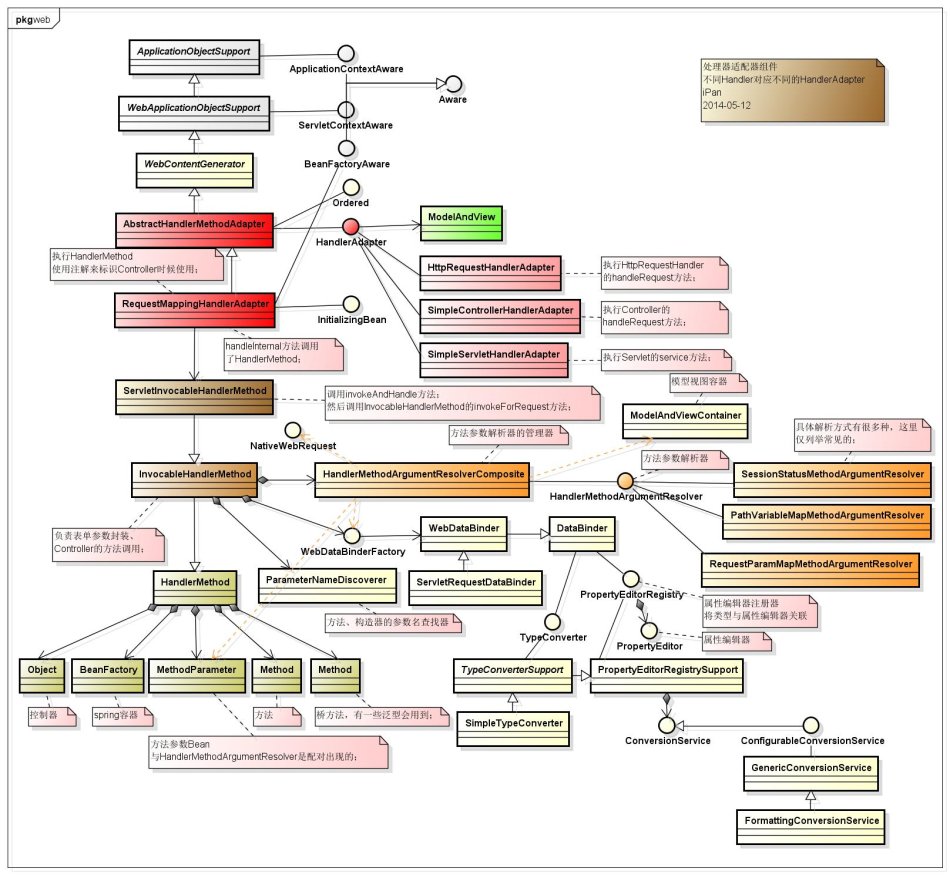 pkg web
ApplicationObjectSupport
ApplicationContextAware
Aware
处理器适配器组件
不同Handler对应不同的HandlerAdapter
iPan
2014-05-12
WebApplicationObjectSupport
ServletContextAware
WebContentGenerator
BeanFactoryAware
Ordered
AbstractHandlerMethodAdapter
HandlerAdapter
ModelAndView
执行HandlerMethod
使用注解来标识Controller时候使用;
HttpRequestHandlerAdapter
执行HttpRequestHandler
的handleRequest方法;
RequestMappingHandlerAdapter
InitializingBean
SimpleControllerHandlerAdapter
执行Controller的
handleRequest方法;
handleInternal方法调用
了HandlerMethod;
SimpleServletHandlerAdapter
执行Servlet的service方法;
ServletInvocableHandlerMethod
调用invokeAndHandle方法;
然后调用InvocableHandlerMethod的invokeForRequest方法;
模型视图容器
ModelAndViewContainer
NativeWebRequest
方法参数解析器的管理器
具体解析方式有很多种，这里
仅列举常见的;
方法参数解析器
InvocableHandlerMethod
HandlerMethodArgumentResolverComposite
HandlerMethodArgumentResolver
SessionStatusMethodArgumentResolver
PathVariableMapMethodArgumentResolver
负责表单参数封装、
Controller的方法调用;
WebDataBinderFactory
WebDataBinder
DataBinder
RequestParamMapMethodArgumentResolver
HandlerMethod
ParameterNameDiscoverer
ServletRequestDataBinder
PropertyEditorRegistry
属性编辑器注册器
将类型与属性编辑器关联
方法、构造器的参数名查找器
TypeConverter
PropertyEditor
属性编辑器
Object
BeanFactory
MethodParameter
Method
Method
TypeConverterSupport
PropertyEditorRegistrySupport
控制器
spring容器
方法
桥方法，有一些泛型会用到;
SimpleTypeConverter
ConversionService
ConfigurableConversionService
方法参数Bean
与HandlerMethodArgumentResolver是配对出现的;
GenericConversionService
FormattingConversionService